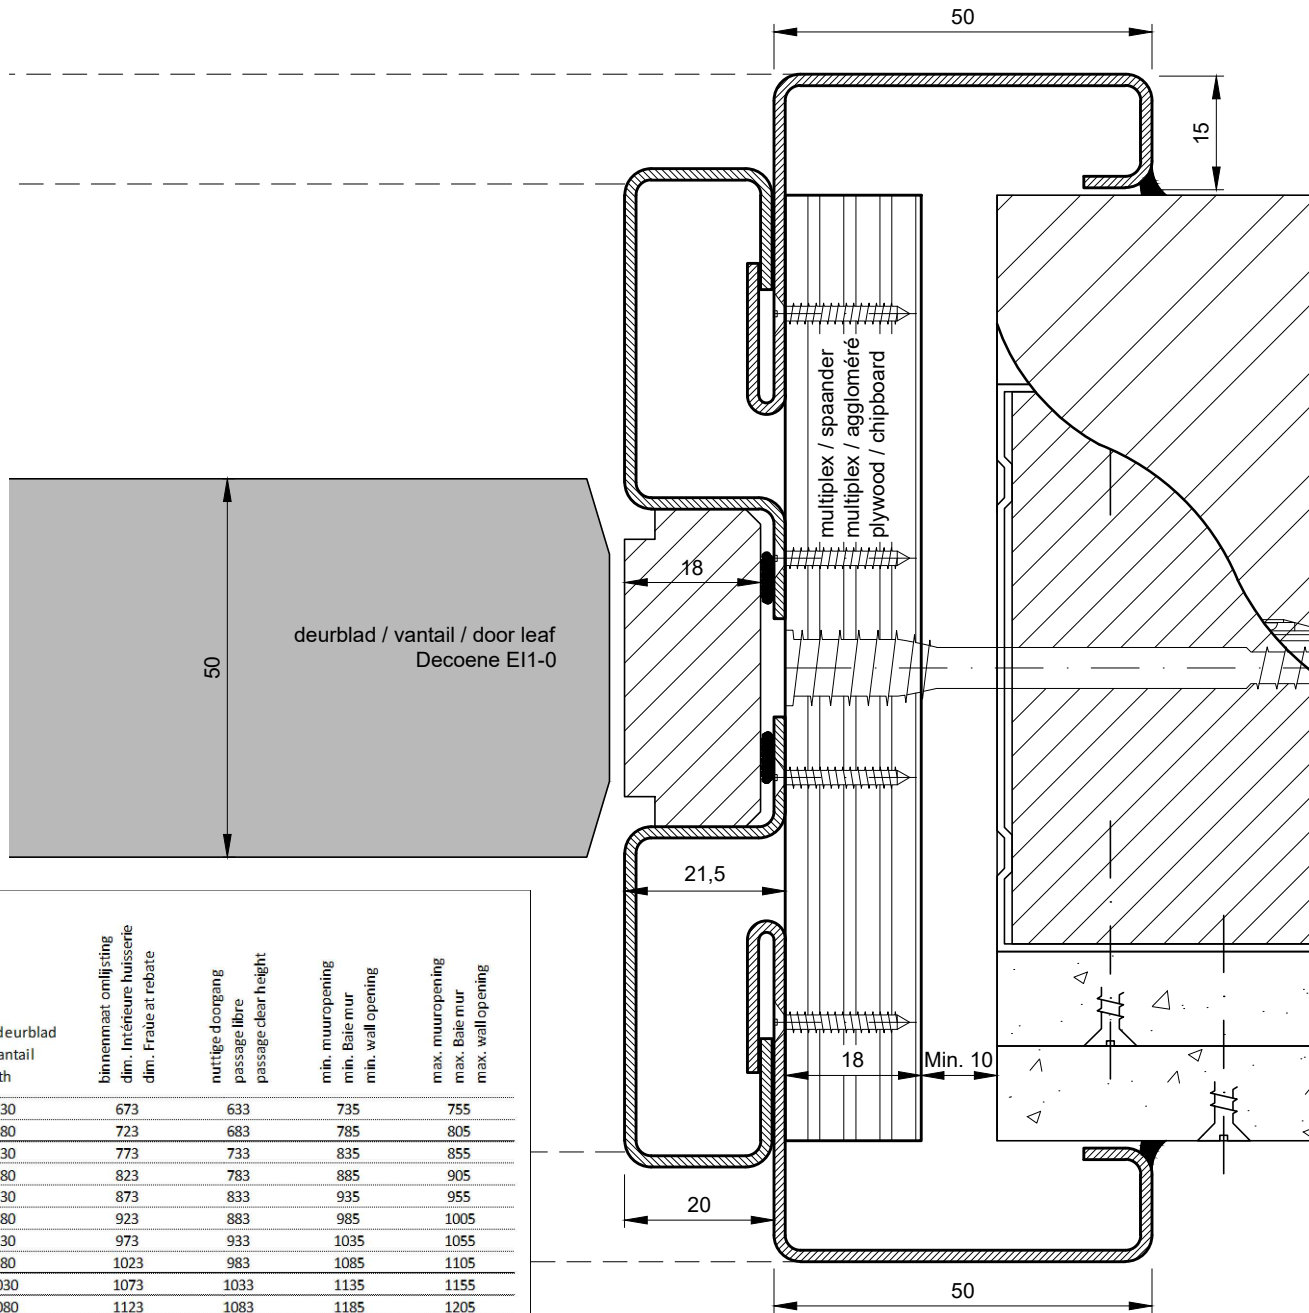 50
15
multiplex / spaander
multiplex / aggloméré
plywood / chipboard
18
deurblad / vantail / door leaf
Decoene EI1-0
50
21,5
18
Min. 10
20
50
deurblad
antail
th
binnenmaat omlijsting
dim. Intérieure huisserie
dim. Fraüe at rebate
nuttige doorgang
passage libre
passage clear height
min. muuropening
min. Baie mur
min. wall opening
max. muuropening
max. Baie mur
max. wall opening
30 673 633 735 755
80 723 683 785 805
30 773 733 835 855
80 823 783 885 905
30 873 833 935 955
80 923 883 985 1005
30 973 933 1035 1055
80 1023 983 1085 1105
030 1073 1033 1135 1155
080 1123 1083 1185 1205